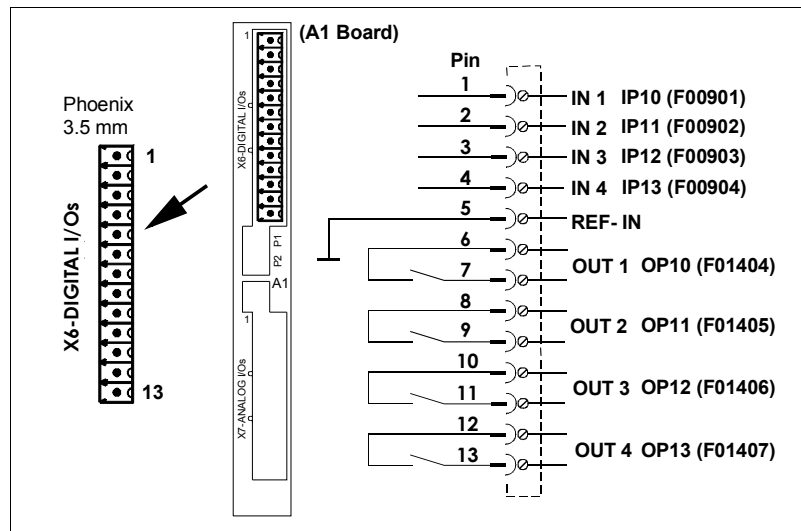 (A1 Board)
1
X6-DIGITAL I/Os
P2 P1
A1
1
X7-ANALOG I/Os
Phoenix
3.5 mm
X6-DIGITAL I/Os
1
13
Pin
1 IN 1 IP10 (F00901)
2 IN 2 IP11 (F00902)
3 IN 3 IP12 (F00903)
4 IN 4 IP13 (F00904)
5 REF- IN
6
OUT 1 OP10 (F01404)
7
8
OUT 2 OP11 (F01405)
9
10
OUT 3 OP12 (F01406)
11
12
OUT 4 OP13 (F01407)
13